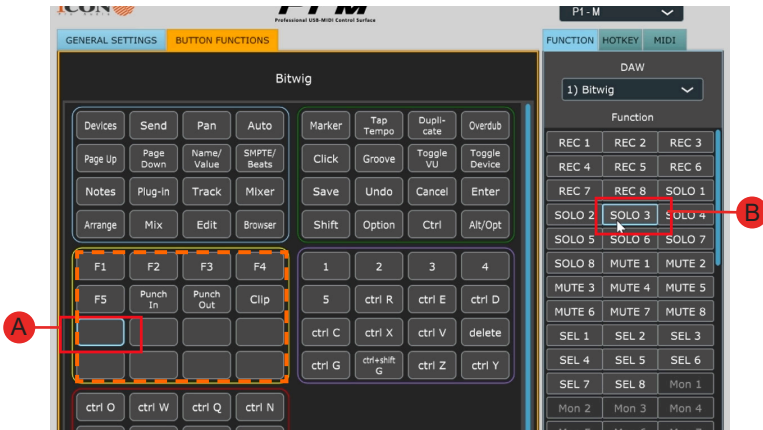 iCON
P1-M
Professional USB-MIDI Control Surface
P1-M
GENERAL SETTINGS BUTTON FUNCTIONS
FUNCTION HOTKEY MIDI
Bitwig
DAW
1) Bitwig
Function
Devices Send Pan Auto Marker Tap Tempo Dupli-cate Overdub
Page Up Page Down Name/Value SMPTE/Beats Click Groove Toggle VU Toggle Device
Notes Plug-in Track Mixer Save Undo Cancel Enter
Arrange Mix Edit Browser Shift Option Ctrl Alt/Opt
F1 F2 F3 F4 1 2 3 4
F5 Punch In Punch Out Clip 5 ctrl R ctrl E ctrl D
ctrl C ctrl X ctrl V delete
ctrl G ctrl+shift G ctrl Z ctrl Y
ctrl O ctrl W ctrl Q ctrl N
REC 1 REC 2 REC 3
REC 4 REC 5 REC 6
REC 7 REC 8 SOLO 1
SOLO 2 SOLO 3 SOLO 4
SOLO 5 SOLO 6 SOLO 7
SOLO 8 MUTE 1 MUTE 2
MUTE 3 MUTE 4 MUTE 5
MUTE 6 MUTE 7 MUTE 8
SEL 1 SEL 2 SEL 3
SEL 4 SEL 5 SEL 6
SEL 7 SEL 8 Mon 1
Mon 2 Mon 3 Mon 4
A
B